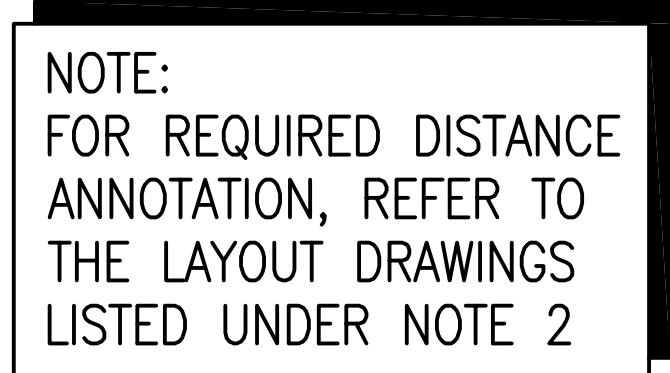 NOTE:
FOR REQUIRED DISTANCE
ANNOTATION, REFER TO
THE LAYOUT DRAWINGS
LISTED UNDER NOTE 2